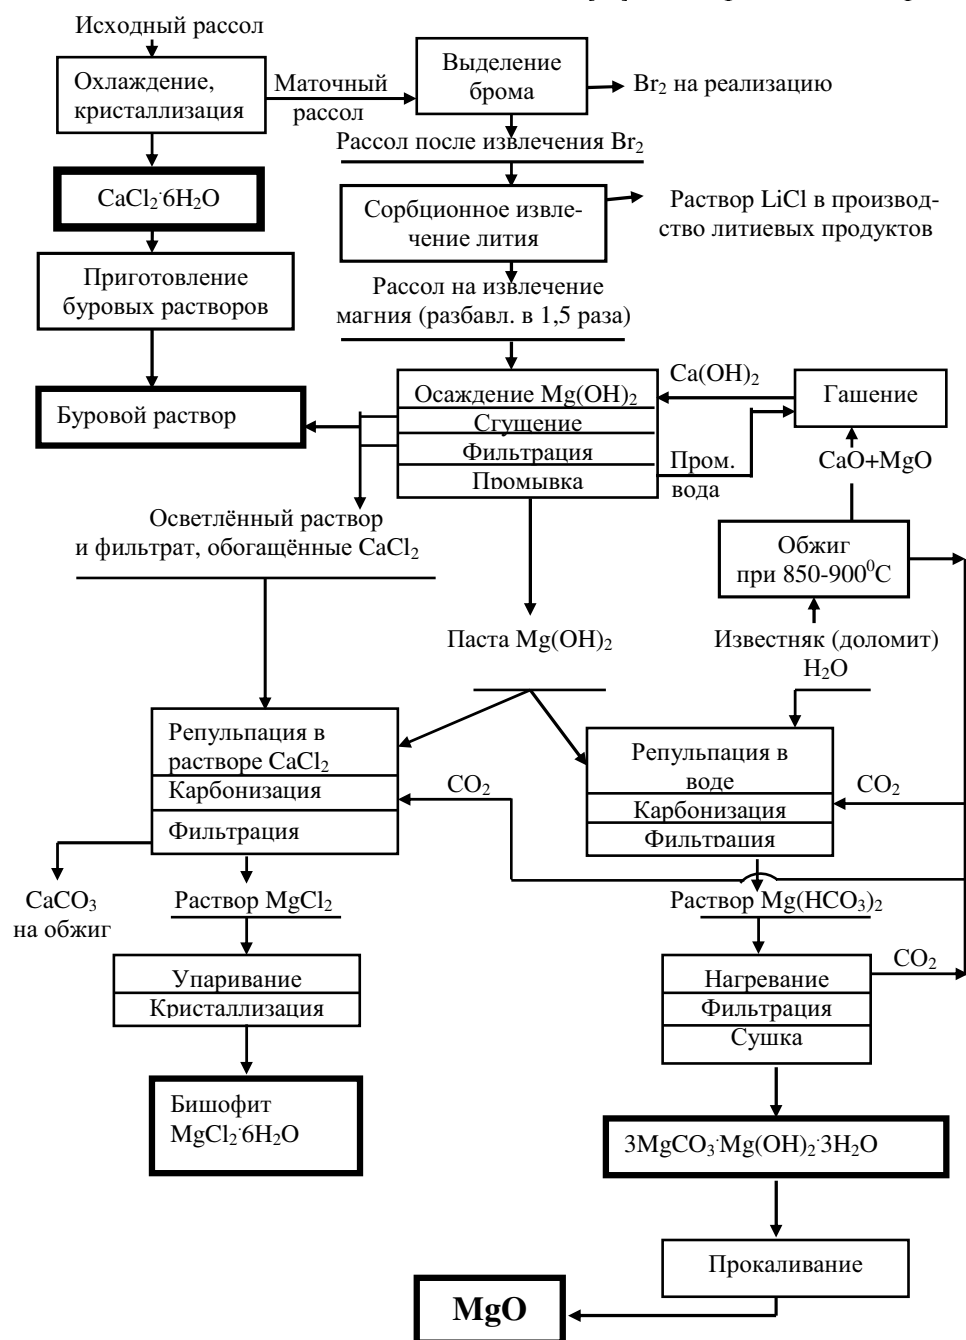 Исходный рассол
Охлаждение,
кристаллизация
Маточный
рассол
Выделение
брома
Br₂ на реализацию
Рассол после извлечения Br₂
CaCl₂·6H₂O
Сорбционное извле-
чение лития
Раствор LiCl в производ-
ство литиевых продуктов
Приготовление
буровых растворов
Рассол на извлечение
магния (разбавл. в 1,5 раза)
Буровой раствор
Осаждение Mg(OH)₂
Сгущение
Фильтрация
Промывка
Ca(OH)₂
Гашение
Пром.
вода
CaO+MgO
Осветлённый раствор
и фильтрат, обогащённые CaCl₂
Обжиг
при 850-900⁰С
Паста Mg(OH)₂
Известняк (доломит)
H₂O
Репульпация в
растворе CaCl₂
Карбонизация
Фильтрация
CO₂
Репульпация в
воде
Карбонизация
Фильтрация
CO₂
CaCO₃
на обжиг
Раствор MgCl₂
Раствор Mg(HCO₃)₂
Упаривание
Кристаллизация
Нагревание
Фильтрация
Сушка
CO₂
Бишофит
MgCl₂·6H₂O
3MgCO₃·Mg(OH)₂·3H₂O
Прокаливание
MgO